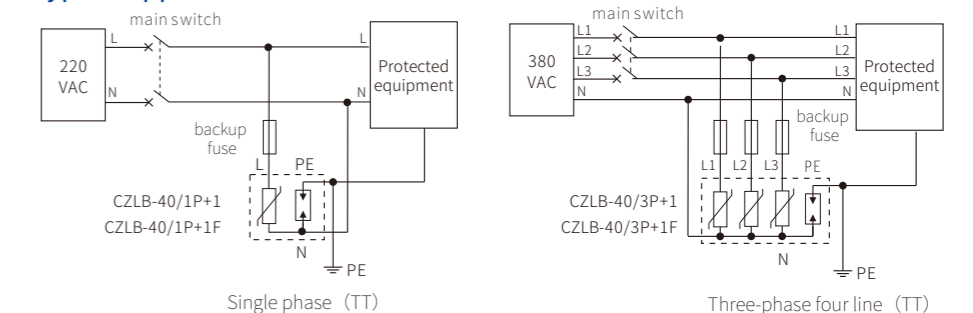 main switch
L
L
220
VAC
Protected
equipment
N
N
backup
fuse
L
PE
CZLB-40/1P+1
CZLB-40/1P+1F
N
PE
Single phase（TT）
main switch
L1
L1
L2
L2
380
VAC
L3
L3
Protected
equipment
N
N
backup
fuse
L1
L2
L3
PE
CZLB-40/3P+1
CZLB-40/3P+1F
N
PE
Three-phase four line（TT）